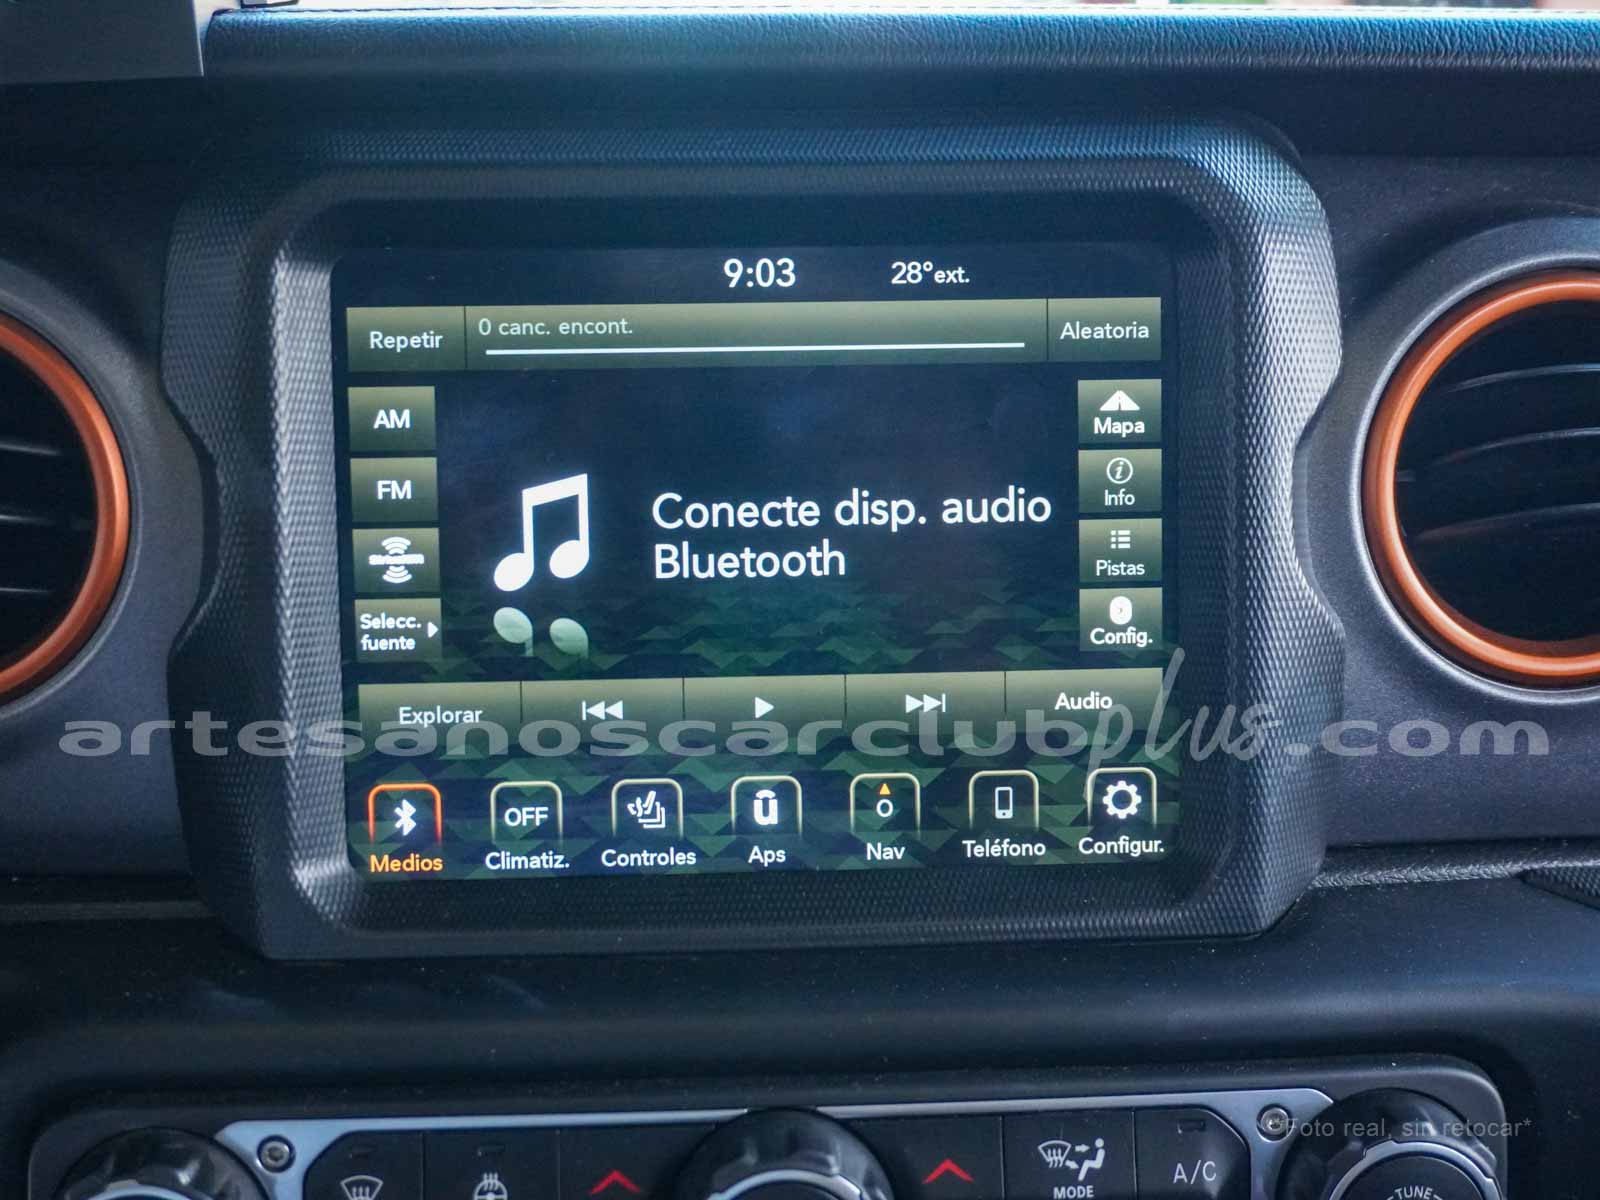 9:03 28°ext.
Repetir 0 canc. encont. Aleatoria
AM
FM
Selecc.
fuente
Conecte disp. audio
Bluetooth
Mapa
Info
Pistas
Config.
Explorar Audio
artesanoscarclubplus.com
OFF
Medios Climatiz. Controles Aps Nav Teléfono Configur.
*Foto real, sin retocar*
MODE A/C TUNE